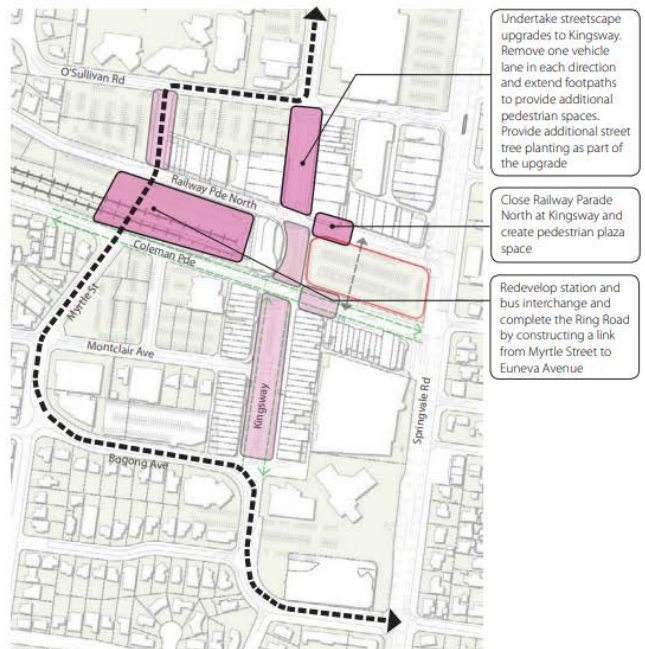 Undertake streetscape
upgrades to Kingsway.
Remove one vehicle
lane in each direction
and extend footpaths
to provide additional
pedestrian spaces.
Provide additional street
tree planting as part of
the upgrade
Close Railway Parade
North at Kingsway and
create pedestrian plaza
space
Redevelop station and
bus interchange and
complete the Ring Road
by constructing a link
from Myrtle Street to
Euneva Avenue
O'Sullivan Rd
Railway Pde North
Coleman Pde
Myrtle St
Montclair Ave
Kingsway
Springvale Rd
Bogong Ave